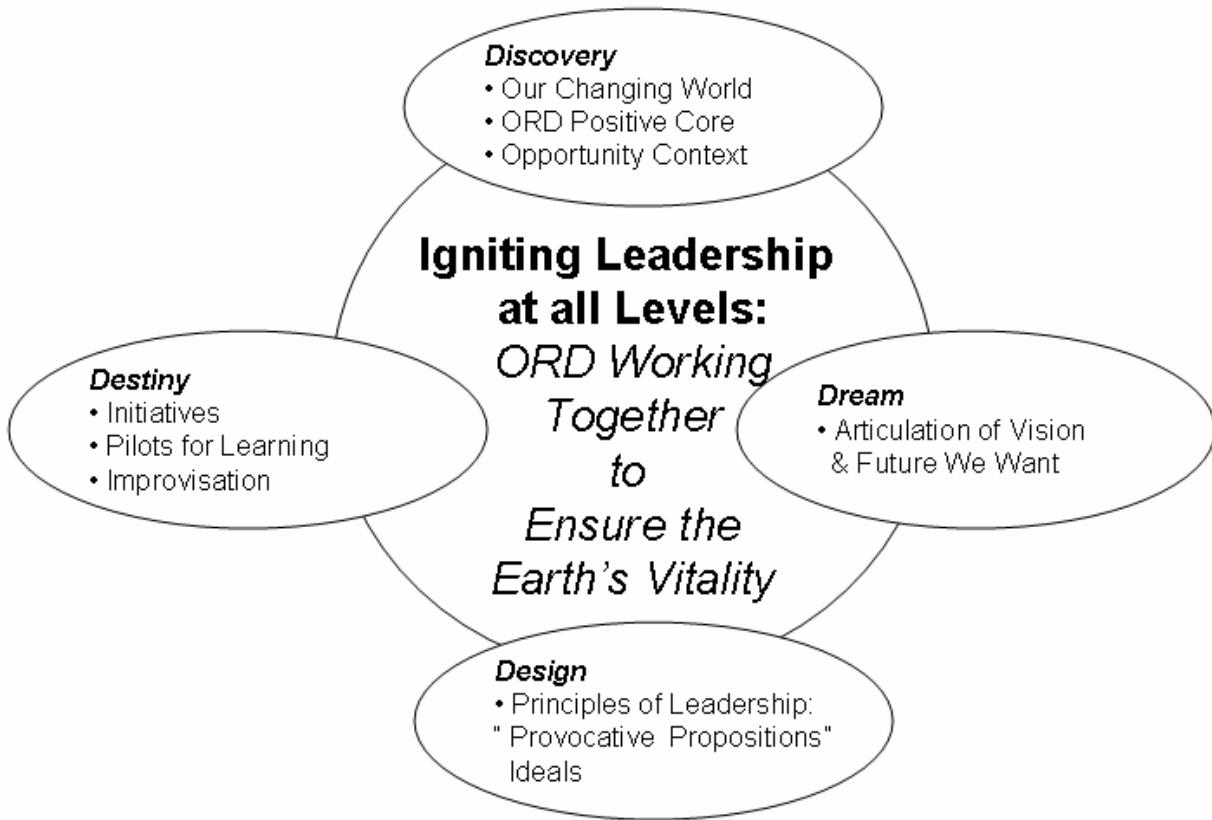 Discovery
• Our Changing World
• ORD Positive Core
• Opportunity Context
Igniting Leadership
at all Levels:
ORD Working
Together
to
Ensure the
Earth's Vitality
Destiny
• Initiatives
• Pilots for Learning
• Improvisation
Dream
• Articulation of Vision
& Future We Want
Design
• Principles of Leadership:
" Provocative Propositions"
Ideals